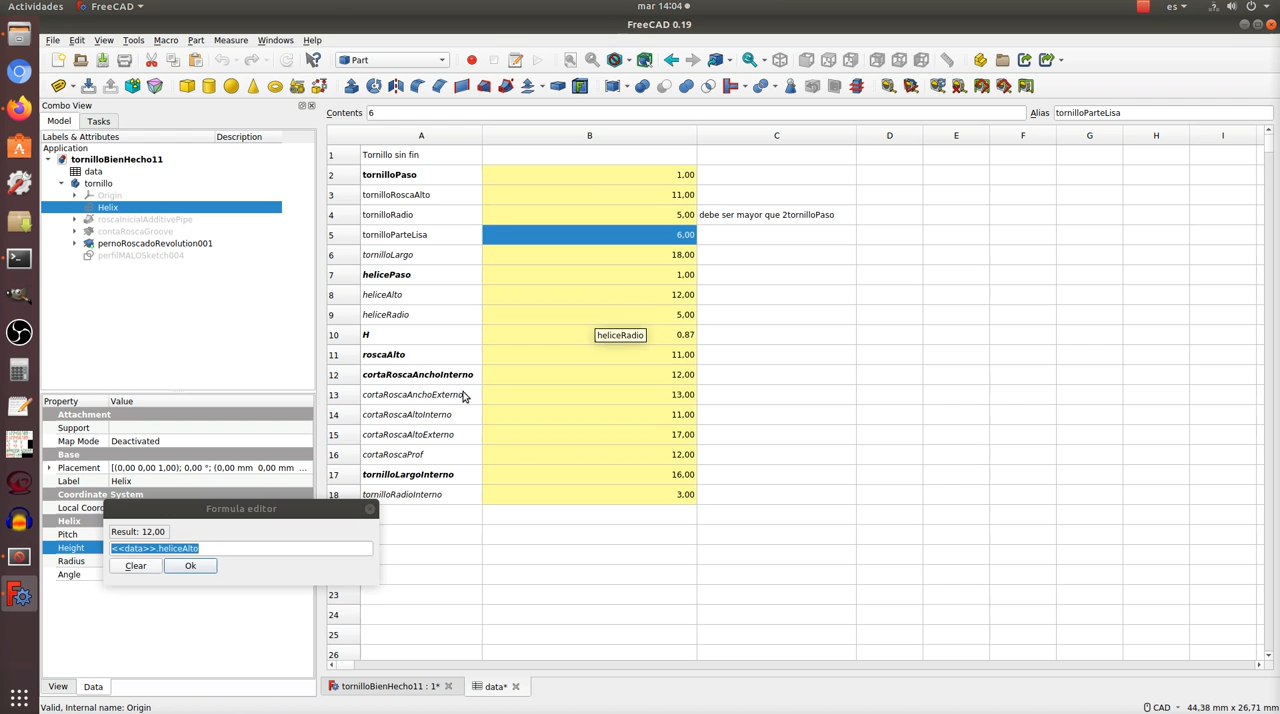 Actividades FreeCAD mar 14:04 es
FreeCAD 0.19
File Edit View Tools Macro Part Measure Windows Help
Part
Combo View
Model Tasks
Labels & Attributes Description
Application
tornilloBienHecho11
data
tornillo
Origin
Helix
roscaInicialAdditivePipe
contaRoscaGroove
pernoRoscadoRevolution001
perfilMALOSketch004
Property Value
Attachment
Support
Map Mode Deactivated
Base
Placement [(0,00 0,00 1,00); 0,00 °; (0,00 mm 0,00 mm ...
Label Helix
Coordinate System
Local Coord
Helix
Pitch
Height
Radius
Angle
Formula editor
Result: 12,00
<<data>>.heliceAlto
Clear Ok
View Data
Contents 6 Alias tornilloParteLisa
A B C D E F G H I
1 Tornillo sin fin
2 tornilloPaso 1,00
3 tornilloRoscaAlto 11,00
4 tornilloRadio 5,00 debe ser mayor que 2tornilloPaso
5 tornilloParteLisa 6,00
6 tornilloLargo 18,00
7 helicePaso 1,00
8 heliceAlto 12,00
9 heliceRadio 5,00
10 H heliceRadio 0,87
11 roscaAlto 11,00
12 cortaRoscaAnchoInterno 12,00
13 cortaRoscaAnchoExterno 13,00
14 cortaRoscaAltoInterno 11,00
15 cortaRoscaAltoExterno 17,00
16 cortaRoscaProf 12,00
17 tornilloLargoInterno 16,00
18 tornilloRadioInterno 3,00
23
24
25
26
tornilloBienHecho11 : 1* data*
Valid, Internal name: Origin CAD 44,38 mm x 26,71 mm